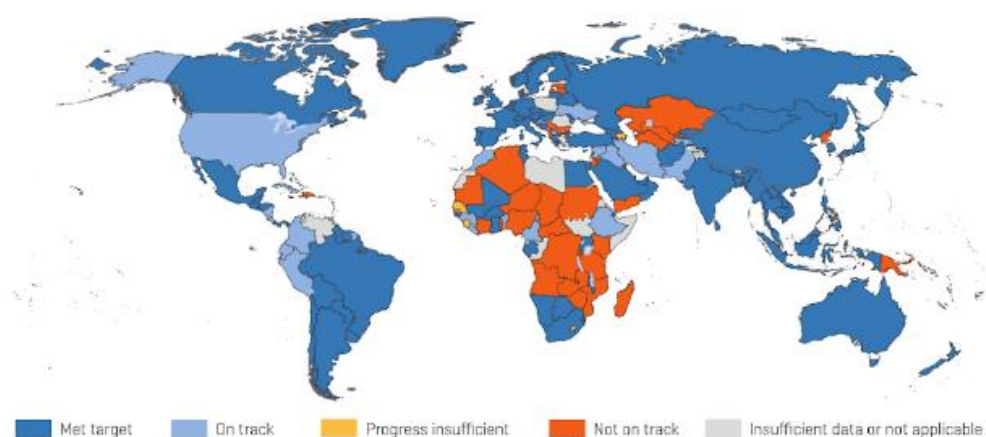 Met target On track Progress insufficient Not on track Insufficient data or not applicable